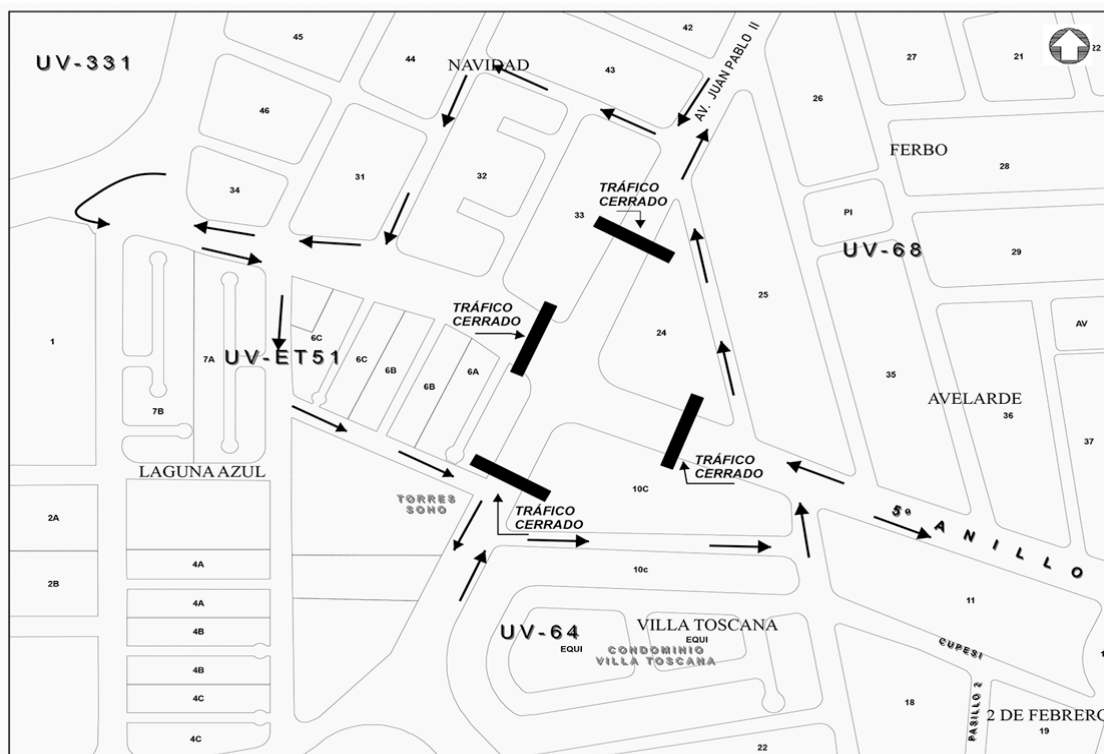 45
44
42
UV-331
NAVIDAD
43
AV. JUAN PABLO II
27
21
22
46
26
34
31
32
FERBO
28
TRÁFICO
CERRADO
33
PI
UV-68
29
25
TRÁFICO
CERRADO
AV
1
7A
UV-ET51
6C
6C
6B
6B
6A
24
35
AVELARDE
36
7B
37
LAGUNA AZUL
TRÁFICO
CERRADO
10C
TORRES
SOHO
TRÁFICO
CERRADO
5º ANILLO
2A
4A
10c
2B
4A
11
4B
UV-64
EQUI
VILLA TOSCANA
EQUI
CONDOMINIO
VILLA TOSCANA
CUPESI
4B
4C
18
PASILLO 2
2 DE FEBRERO
19
4C
22